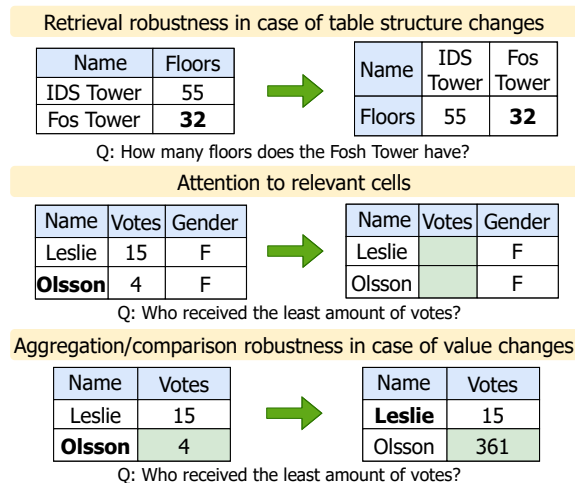 Retrieval robustness in case of table structure changes
Name Floors
IDS Tower 55
Fos Tower 32
Name IDS Tower Fos Tower
Floors 55 32
Q: How many floors does the Fosh Tower have?
Attention to relevant cells
Name Votes Gender
Leslie 15 F
Olsson 4 F
Name Votes Gender
Leslie F
Olsson F
Q: Who received the least amount of votes?
Aggregation/comparison robustness in case of value changes
Name Votes
Leslie 15
Olsson 4
Name Votes
Leslie 15
Olsson 361
Q: Who received the least amount of votes?